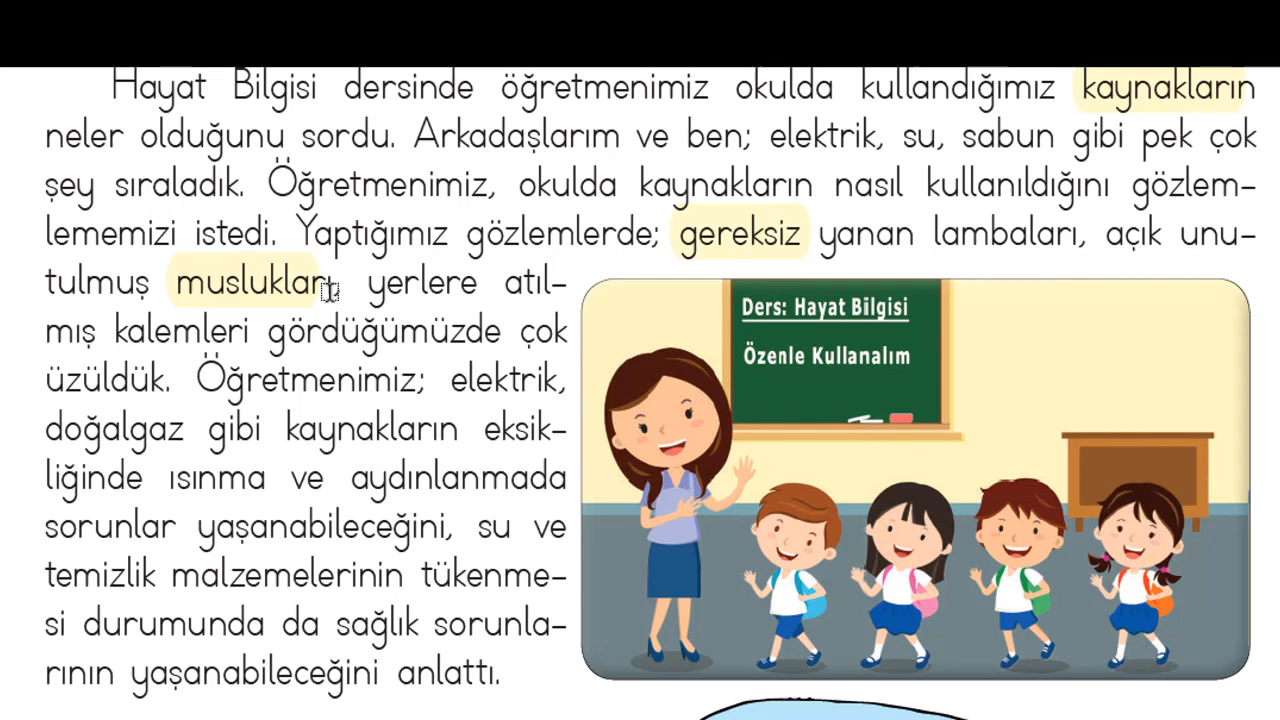 Hayat Bilgisi dersinde öğretmenimiz okulda kullandığımız kaynakların
neler olduğunu sordu. Arkadaşlarım ve ben; elektrik, su, sabun gibi pek çok
şey sıraladık. Öğretmenimiz, okulda kaynakların nasıl kullanıldığını gözlem-
lememizi istedi. Yaptığımız gözlemlerde; gereksiz yanan lambaları, açık unu-
tulmuş muslukları, yerlere atıl-
mış kalemleri gördüğümüzde çok
üzüldük. Öğretmenimiz; elektrik,
doğalgaz gibi kaynakların eksik-
liğinde ısınma ve aydınlanmada
sorunlar yaşanabileceğini, su ve
temizlik malzemelerinin tükenme-
si durumunda da sağlık sorunla-
rının yaşanabileceğini anlattı.
Ders: Hayat Bilgisi
Özenle Kullanalım